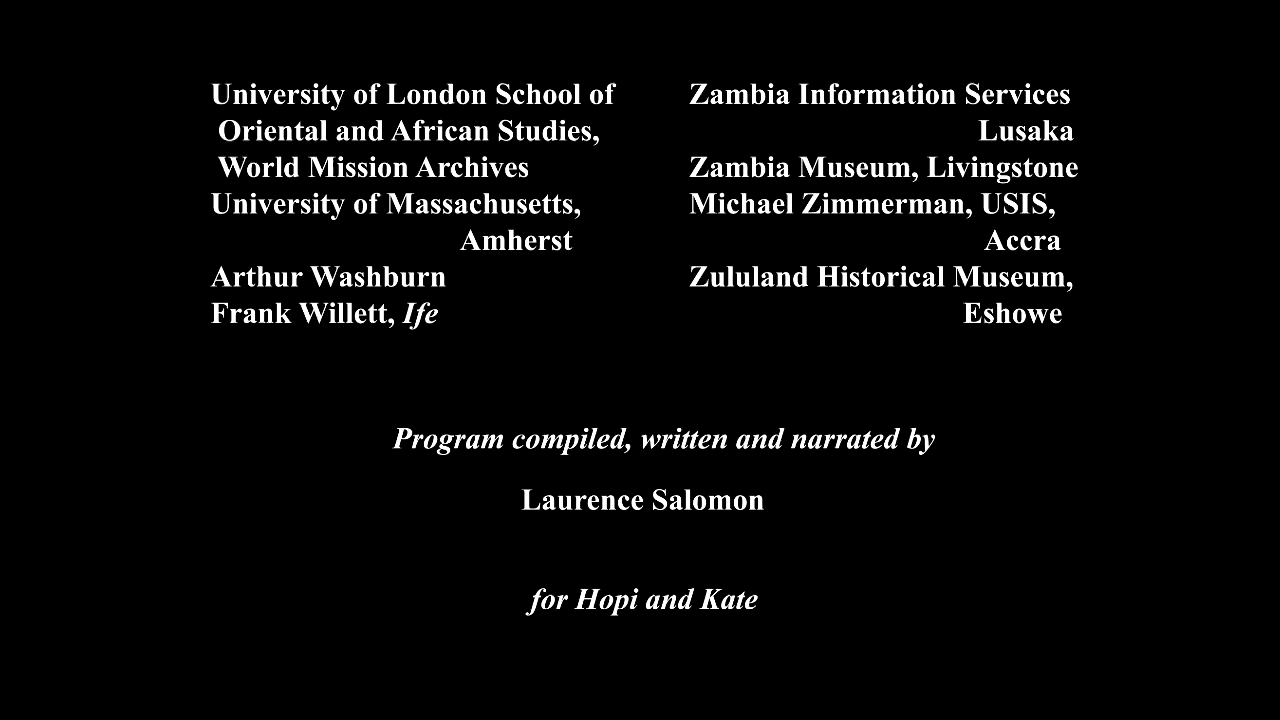 University of London School of
Oriental and African Studies,
World Mission Archives
University of Massachusetts,
Amherst
Arthur Washburn
Frank Willett, Ife
Zambia Information Services
Lusaka
Zambia Museum, Livingstone
Michael Zimmerman, USIS,
Accra
Zululand Historical Museum,
Eshowe
Program compiled, written and narrated by
Laurence Salomon
for Hopi and Kate